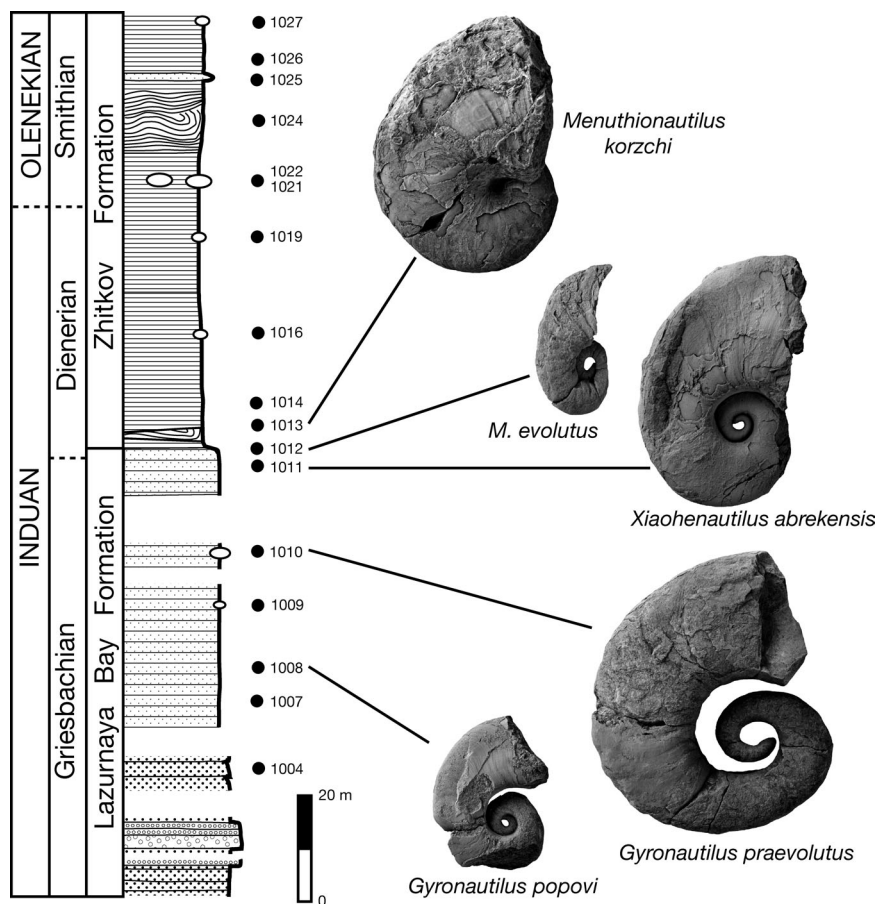 OLENEKIAN
INDUAN
Smithian
Dienerian
Griesbachian
Zhitkov Formation
Lazurnaya Bay Formation
1027
1026
1025
1024
1022
1021
1019
1016
1014
1013
1012
1011
1010
1009
1008
1007
1004
Menuthionautilus
korzchi
M. evolutus
Xiaohenautilus abrekensis
Gyronautilus praevolutus
Gyronautilus popovi
20 m
0